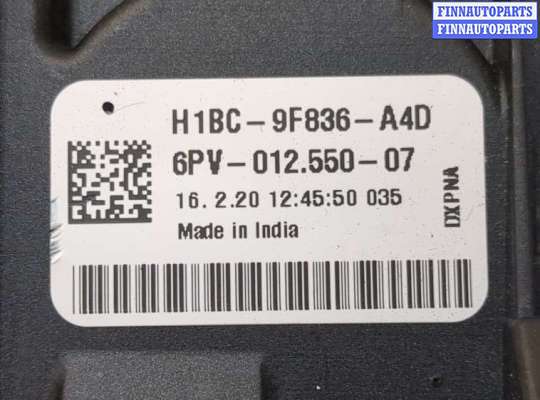 FINNAUTOPARTS
FINNAUTOPARTS
H1BC-9F836-A4D
6PV-012.550-07
16. 2.20 12:45:50 035
Made in India
DXPNA